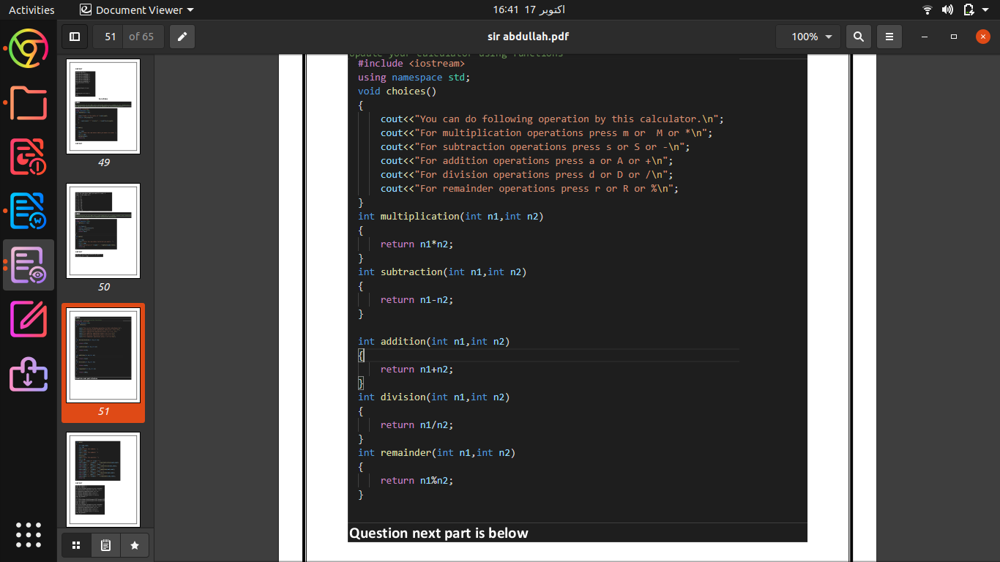 Activities
Document Viewer
16:41 17 اکتوبر
51 of 65
sir abdullah.pdf
100%
49
50
51
Update your calculator using functions
#include <iostream>
using namespace std;
void choices()
{
cout<<"You can do following operation by this calculator.\n";
cout<<"For multiplication operations press m or  M or *\n";
cout<<"For subtraction operations press s or S or -\n";
cout<<"For addition operations press a or A or +\n";
cout<<"For division operations press d or D or /\n";
cout<<"For remainder operations press r or R or %\n";
}
int multiplication(int n1,int n2)
{
return n1*n2;
}
int subtraction(int n1,int n2)
{
return n1-n2;
}
int addition(int n1,int n2)
{
return n1+n2;
}
int division(int n1,int n2)
{
return n1/n2;
}
int remainder(int n1,int n2)
{
return n1%n2;
}
Question next part is below